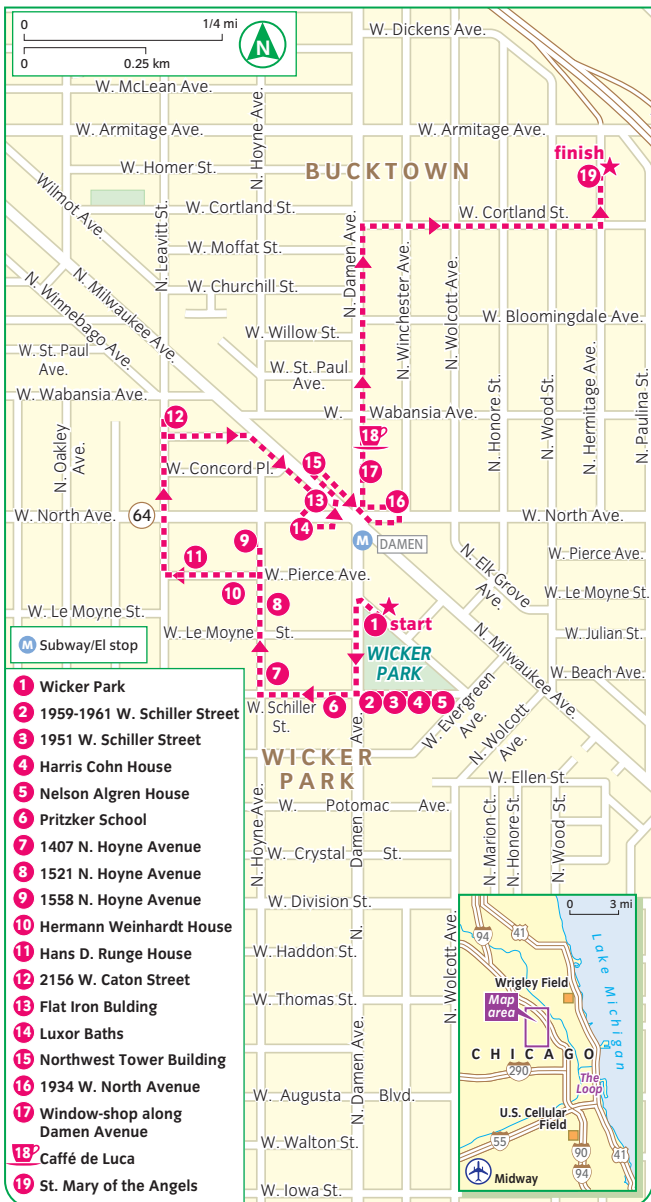 0 1/4 mi
0 0.25 km
N
W. Dickens Ave.
W. McLean Ave.
W. Armitage Ave.
W. Armitage Ave.
N. Hoyne Ave.
W. Homer St.
BUCKTOWN
finish
19
Wilmot Ave.
N. Leavitt St.
W. Cortland St.
W. Cortland St.
W. Moffat St.
N. Damen Ave.
N. Milwaukee Ave.
N. Winnebago Ave.
W. Churchill St.
N. Winchester Ave.
N. Wolcott Ave.
W. Bloomingdale Ave.
W. Willow St.
W. St. Paul
Ave.
W. St. Paul
Ave.
N. Honore St.
N. Wood St.
N. Hermitage Ave.
N. Paulina St.
W. Wabansia Ave.
W. Wabansia Ave.
12
18
N. Oakley
Ave.
W. Concord Pl.
15
17
13
16
W. North Ave.
64
14
W. North Ave.
9
M DAMEN
11
W. Pierce Ave.
W. Pierce Ave.
10
8
N. Elk Grove
Ave.
W. Le Moyne St.
W. Le Moyne St.
1 start
W. Le Moyne St.
N. Milwaukee Ave.
W. Julian St.
M Subway/El stop
WICKER
PARK
7
W. Beach Ave.
W. Schiller
St.
6
2 3 4 5
W. Evergreen
Ave.
N. Wolcott
Ave.
WICKER
PARK
W. Ellen St.
W. Potomac Ave.
N. Hoyne Ave.
Damen Ave.
N. Marion Ct.
N. Honore St.
N. Wood St.
W. Crystal St.
W. Division St.
N.
W. Haddon St.
N. Wolcott Ave.
W. Thomas St.
N. Damen Ave.
W. Augusta Blvd.
W. Walton St.
W. Iowa St.
1 Wicker Park
2 1959-1961 W. Schiller Street
3 1951 W. Schiller Street
4 Harris Cohn House
5 Nelson Algren House
6 Pritzker School
7 1407 N. Hoyne Avenue
8 1521 N. Hoyne Avenue
9 1558 N. Hoyne Avenue
10 Hermann Weinhardt House
11 Hans D. Runge House
12 2156 W. Caton Street
13 Flat Iron Bulding
14 Luxor Baths
15 Northwest Tower Building
16 1934 W. North Avenue
17 Window-shop along
Damen Avenue
18 Caffé de Luca
19 St. Mary of the Angels
0 3 mi
94
41
Lake Michigan
Wrigley Field
Map
area
CHICAGO
290
The
Loop
U.S. Cellular
Field
55
90
41
94
Midway